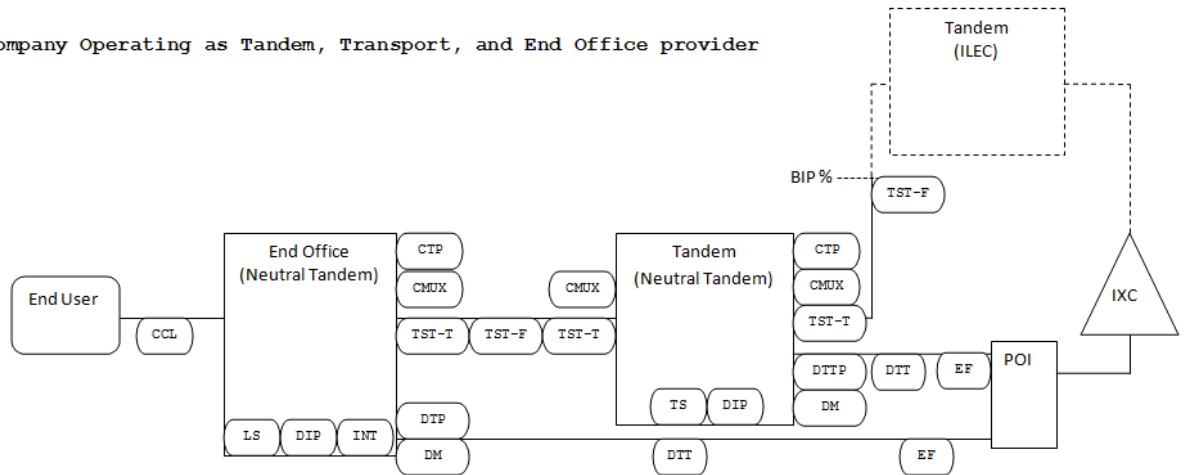 ompany Operating as Tandem, Transport, and End Office provider
Tandem
(ILEC)
BIP %
TST-F
End Office
(Neutral Tandem)
CTP
CMUX
CMUX
Tandem
(Neutral Tandem)
CTP
CMUX
End User
CCL
TST-T
TST-F
TST-T
TST-T
IXC
DTTP
DTT
EF
POI
TS
DIP
DM
LS
DIP
INT
DTP
DM
DTT
EF